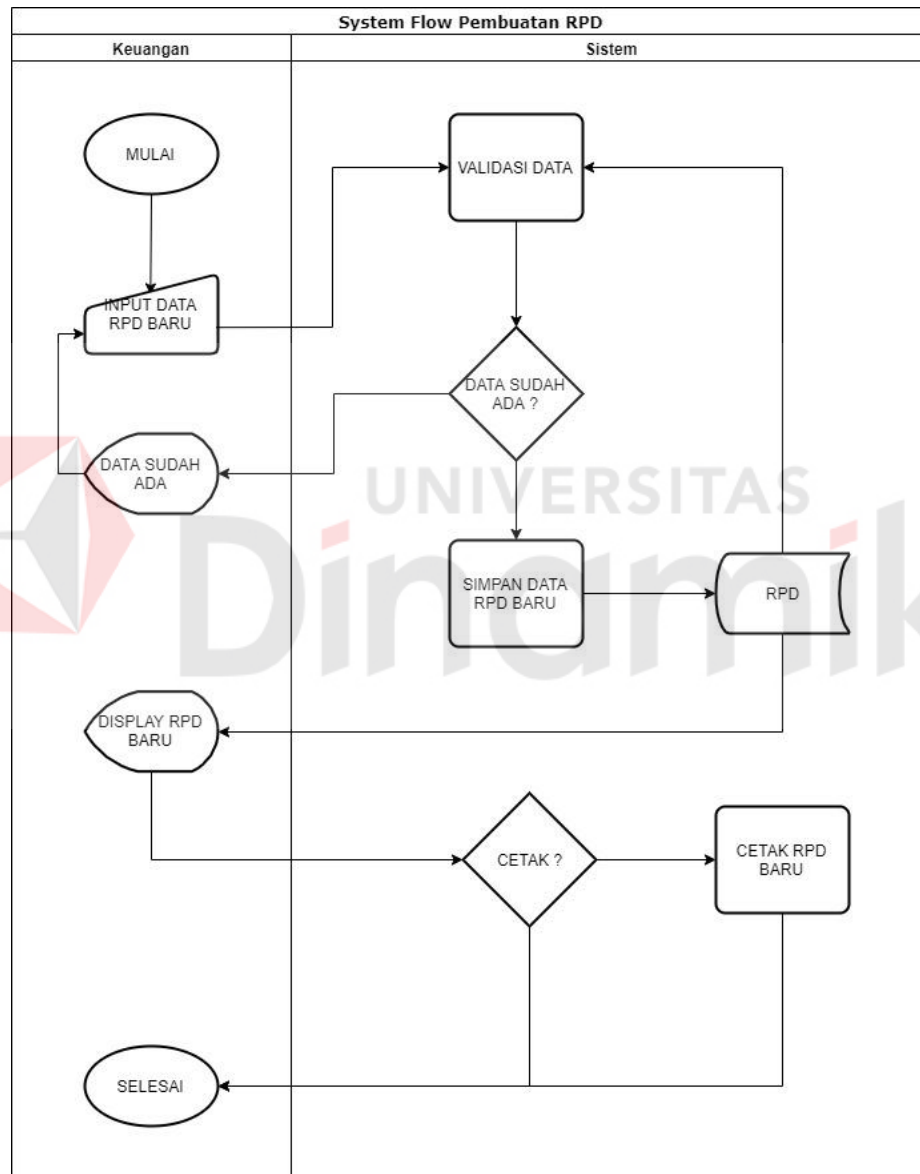 System Flow Pembuatan RPD
Keuangan
Sistem
MULAI
VALIDASI DATA
INPUT DATA
RPD BARU
DATA SUDAH
ADA ?
DATA SUDAH
ADA
UNIVERSITAS
Dinamik
SIMPAN DATA
RPD BARU
RPD
DISPLAY RPD
BARU
CETAK ?
CETAK RPD
BARU
SELESAI